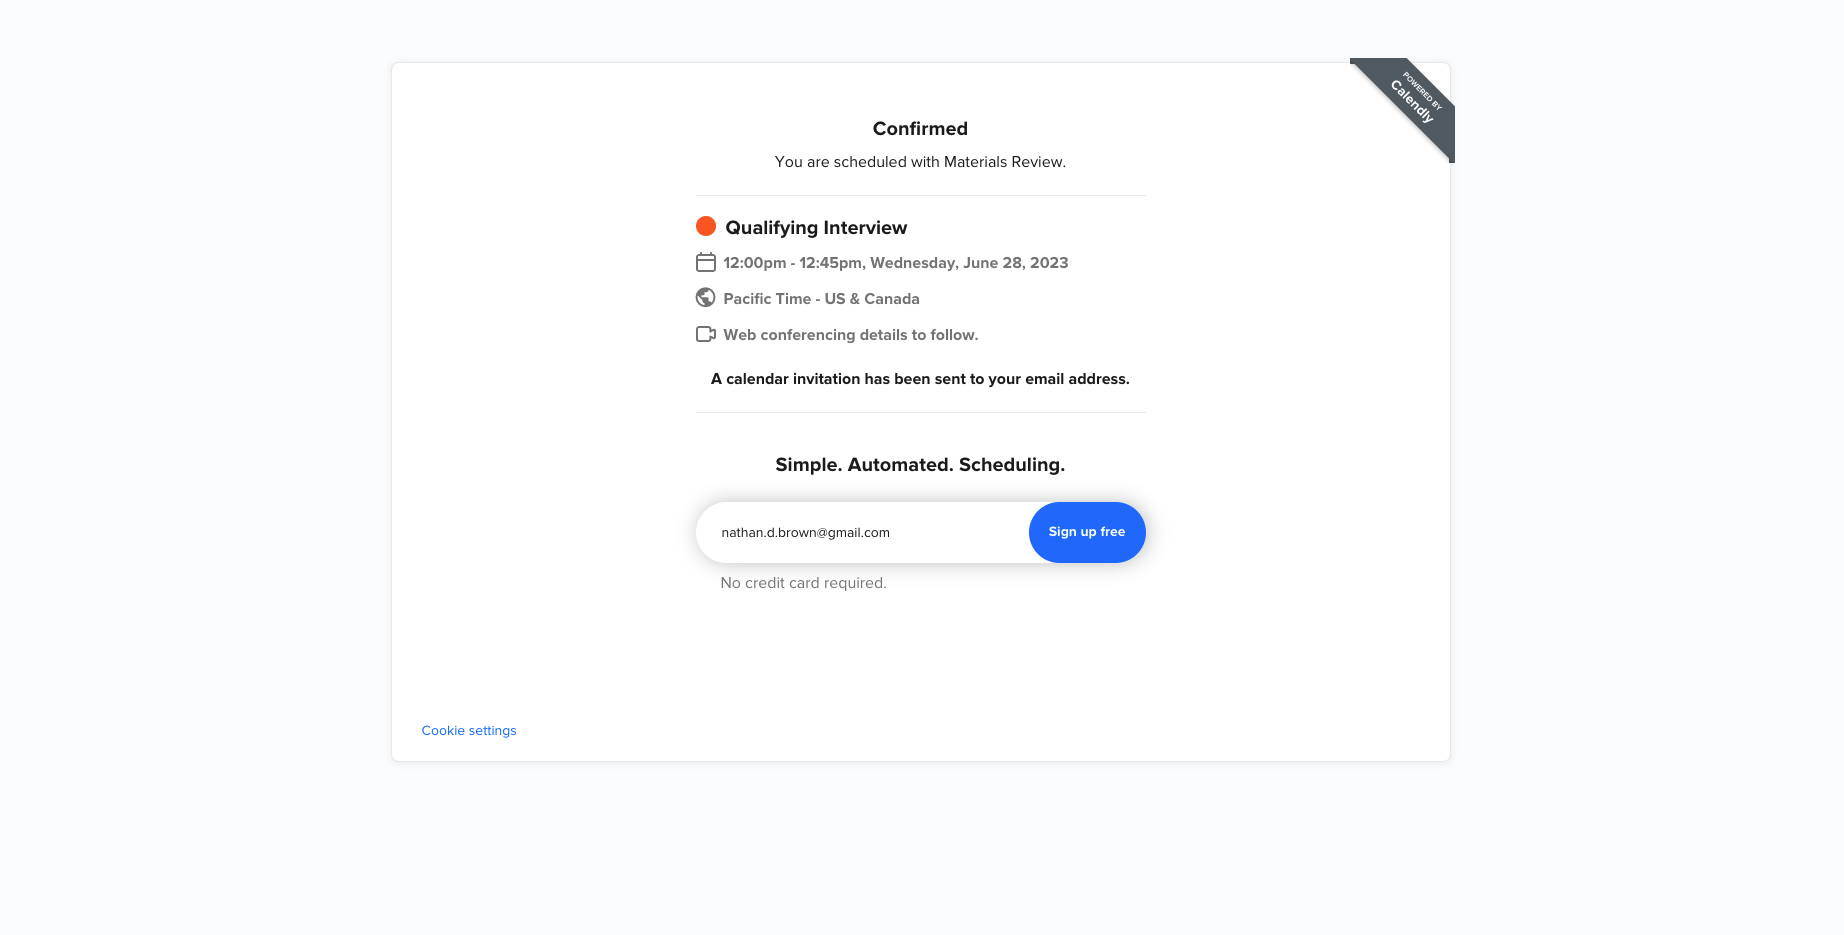 POWERED BY
Calendly
Confirmed
You are scheduled with Materials Review.
Qualifying Interview
12:00pm - 12:45pm, Wednesday, June 28, 2023
Pacific Time - US & Canada
Web conferencing details to follow.
A calendar invitation has been sent to your email address.
Simple. Automated. Scheduling.
nathan.d.brown@gmail.com
Sign up free
No credit card required.
Cookie settings